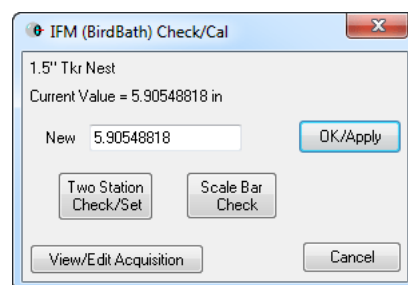 IFM (BirdBath) Check/Cal
1.5" Tkr Nest
Current Value = 5.90548818 in
New 5.90548818 OK/Apply
Two Station
Check/Set
Scale Bar
Check
View/Edit Acquisition Cancel